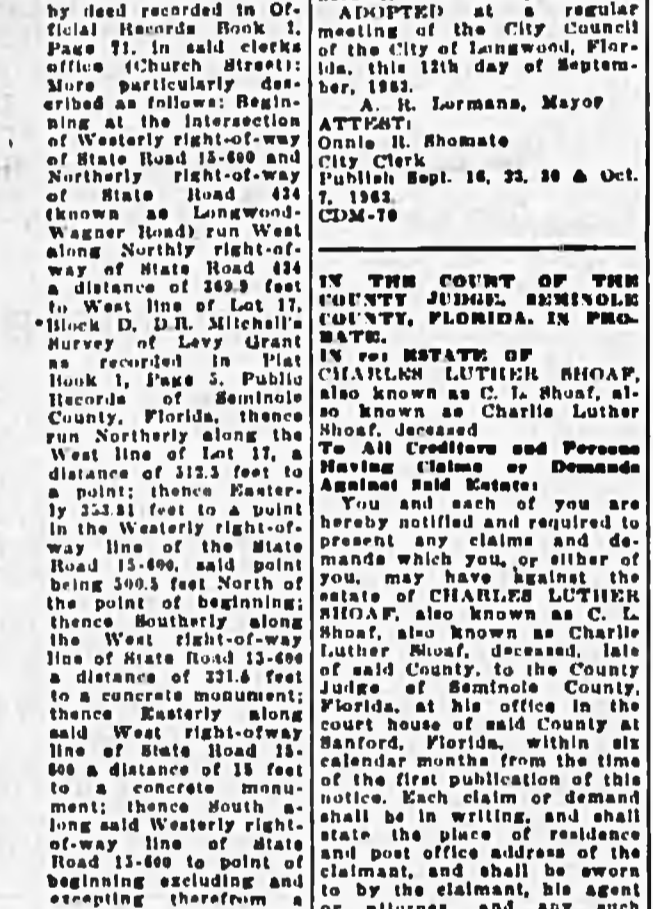 by deed recorded in Of-
ficial Records Book 1,
Page 71, in said clerks
office (Church Street);
More particularly des-
cribed as follows: Begin-
ning at the intersection
of Westerly right-of-way
of State Road 15-600 and
Northerly right-of-way
of State Road 434
(known as Longwood-
Wagner Road) run West
along Northly right-of-
way of State Road 434
a distance of feet
to West line of Lot 17,
Block D, D.R. Mitchell's
Survey of Levy Grant
as recorded in Plat
Book 1, Page 5, Public
Records of Seminole
County, Florida, thence
run Northerly along the
West line of Lot 17, a
distance of feet to
a point; thence Easter-
ly feet to a point
in the Westerly right-of-
way line of the State
Road 15-600, said point
being 500.5 feet North of
the point of beginning;
thence Southerly along
the West right-of-way
line of State Road 15-600
a distance of feet
to a concrete monument;
thence Easterly along
said West right-ofway
line of State Road 15-
600 a distance of 15 feet
to a concrete monu-
ment; thence South a-
long said Westerly right-
of-way line of State
Road 15-600 to point of
beginning excluding and
excepting therefrom a
ADOPTED at a regular
meeting of the City Council
of the City of Longwood, Flor-
ida, this 12th day of Septem-
ber, 1963.
A. R. Lormann, Mayor
ATTEST:
Onnie R. Shomate
City Clerk
Publish Sept. 16, 23, 30 & Oct.
7, 1963.
CDM-70
IN THE COURT OF THE
COUNTY JUDGE, SEMINOLE
COUNTY, FLORIDA. IN PRO-
BATE.
IN re: ESTATE OF
CHARLES LUTHER SHOAF,
also known as C. L. Shoaf, al-
so known as Charlie Luther
Shoaf, deceased
To All Creditors and Persons
Having Claims or Demands
Against Said Estate:
You and each of you are
hereby notified and required to
present any claims and de-
mands which you, or either of
you, may have against the
estate of CHARLES LUTHER
SHOAF, also known as C. L.
Shoaf, also known as Charlie
Luther Shoaf, deceased, late
of said County, to the County
Judge of Seminole County,
Florida, at his office in the
court house of said County at
Sanford, Florida, within six
calendar months from the time
of the first publication of this
notice. Each claim or demand
shall be in writing, and shall
state the place of residence
and post office address of the
claimant, and shall be sworn
to by the claimant, his agent
or attorney, and any such